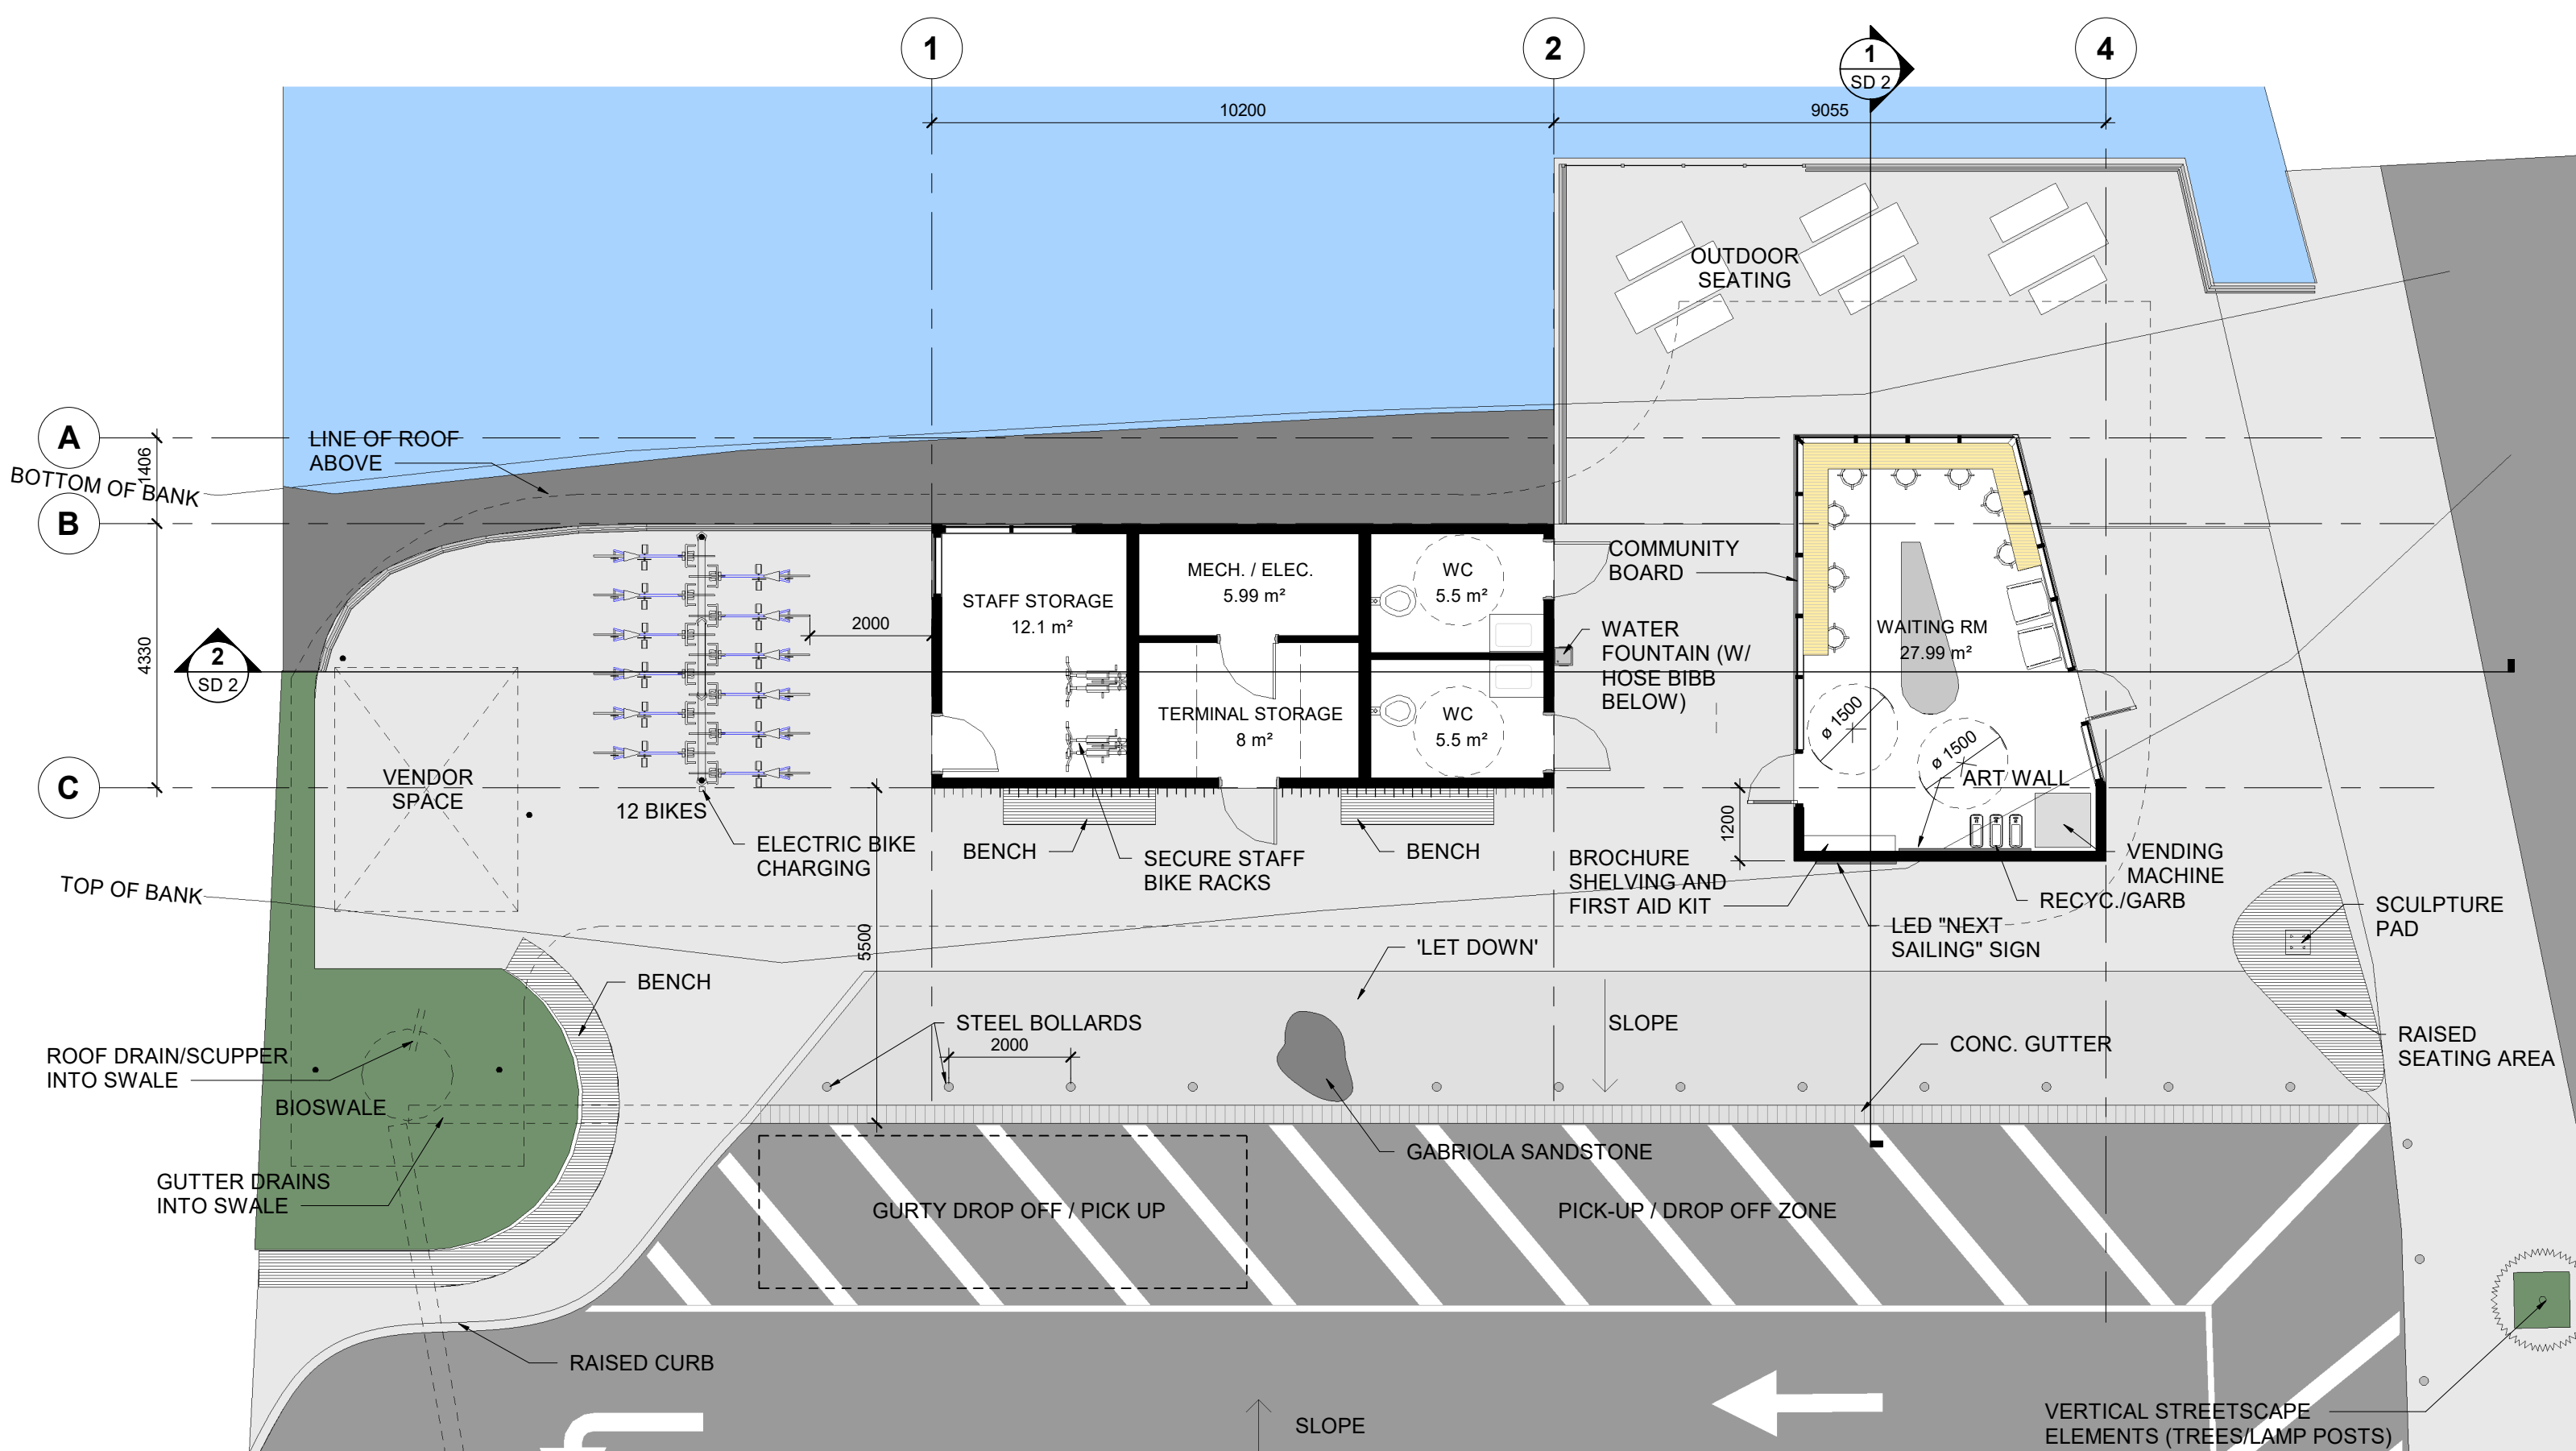 1
2
1
SD 2
4
10200
9055
OUTDOOR
SEATING
A
LINE OF ROOF
ABOVE
1406
BOTTOM OF BANK
B
COMMUNITY
BOARD
MECH. / ELEC.
5.99 m²
WC
5.5 m²
STAFF STORAGE
12.1 m²
2000
4330
2
SD 2
WATER
FOUNTAIN (W/
HOSE BIBB
BELOW)
WAITING RM
27.99 m²
TERMINAL STORAGE
8 m²
WC
5.5 m²
ø 1500
ø 1500
ART WALL
C
VENDOR
SPACE
12 BIKES
ELECTRIC BIKE
CHARGING
BENCH
SECURE STAFF
BIKE RACKS
BENCH
1200
BROCHURE
SHELVING AND
FIRST AID KIT
VENDING
MACHINE
RECYC./GARB
LED "NEXT
SAILING" SIGN
SCULPTURE
PAD
TOP OF BANK
5500
'LET DOWN'
BENCH
STEEL BOLLARDS
2000
SLOPE
CONC. GUTTER
RAISED
SEATING AREA
ROOF DRAIN/SCUPPER
INTO SWALE
BIOSWALE
GABRIOLA SANDSTONE
GUTTER DRAINS
INTO SWALE
GURTY DROP OFF / PICK UP
PICK-UP / DROP OFF ZONE
RAISED CURB
SLOPE
VERTICAL STREETSCAPE
ELEMENTS (TREES/LAMP POSTS)